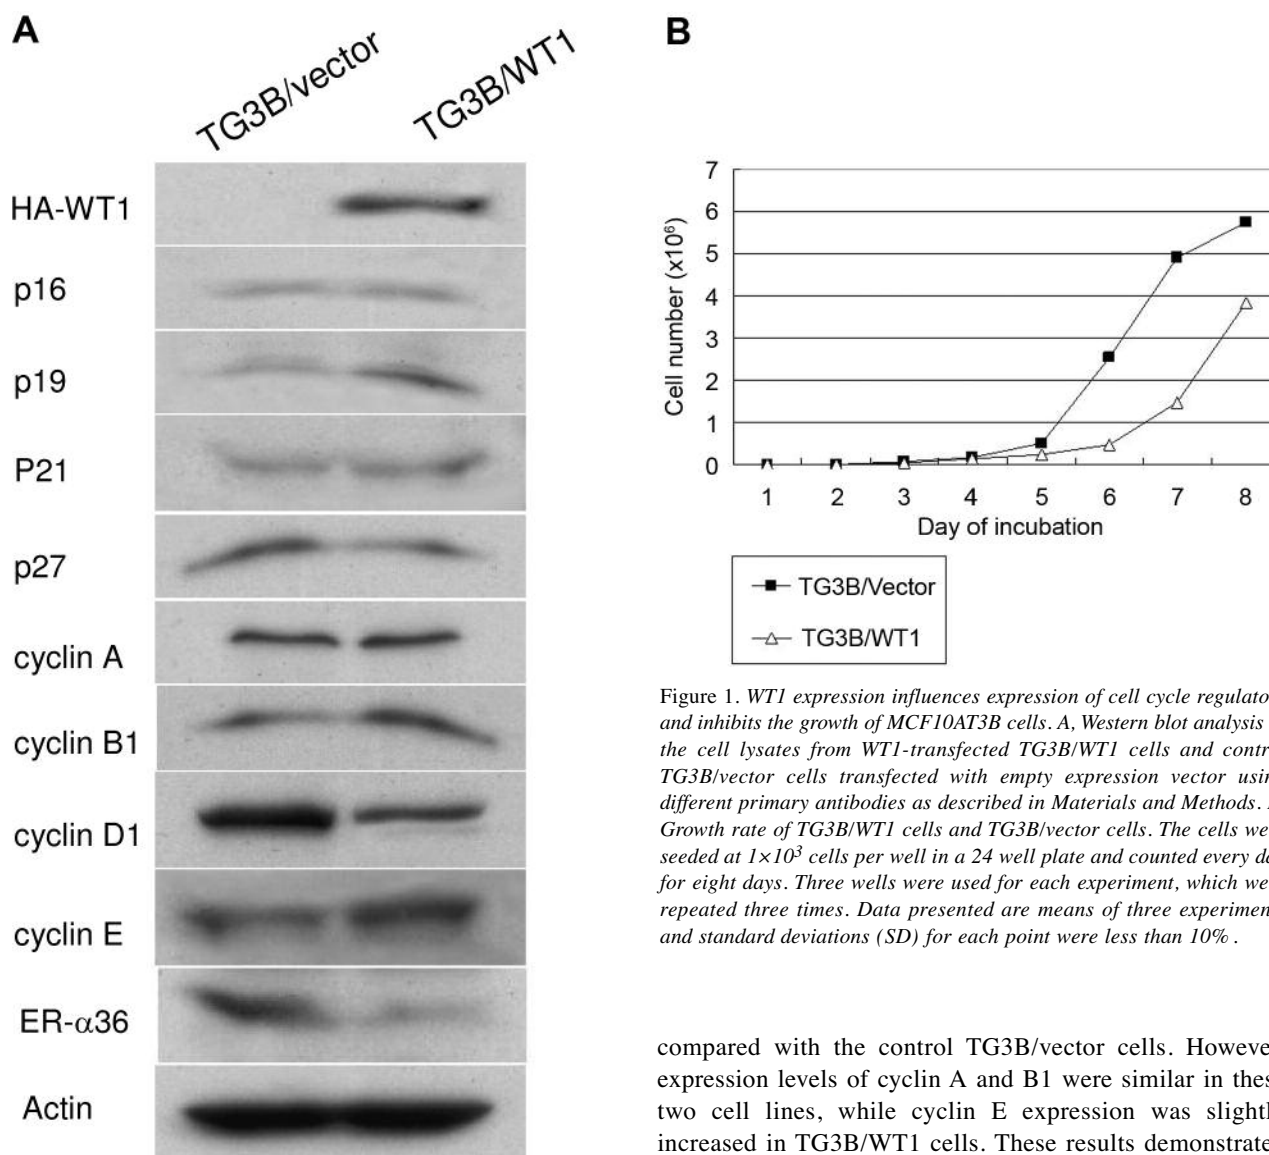 A
TG3B/vector
TG3B/WT1
HA-WT1
p16
p19
P21
p27
cyclin A
cyclin B1
cyclin D1
cyclin E
ER-α36
Actin
B
7
6
5
4
3
2
1
0
Cell number (x10⁶)
1 2 3 4 5 6 7 8
Day of incubation
TG3B/Vector
TG3B/WT1
Figure 1. WT1 expression influences expression of cell cycle regulato
and inhibits the growth of MCF10AT3B cells. A, Western blot analysis
the cell lysates from WT1-transfected TG3B/WT1 cells and contr
TG3B/vector cells transfected with empty expression vector usin
different primary antibodies as described in Materials and Methods.
Growth rate of TG3B/WT1 cells and TG3B/vector cells. The cells we
seeded at 1×10³ cells per well in a 24 well plate and counted every da
for eight days. Three wells were used for each experiment, which we
repeated three times. Data presented are means of three experimen
and standard deviations (SD) for each point were less than 10% .
compared with the control TG3B/vector cells. Howeve
expression levels of cyclin A and B1 were similar in thes
two cell lines, while cyclin E expression was slightl
increased in TG3B/WT1 cells. These results demonstrate